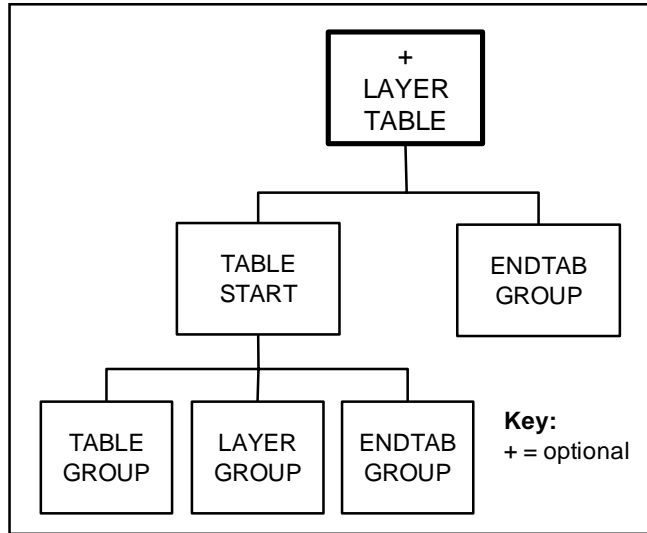 +
LAYER
TABLE
TABLE
START
ENDTAB
GROUP
TABLE
GROUP
LAYER
GROUP
ENDTAB
GROUP
Key:
+ = optional